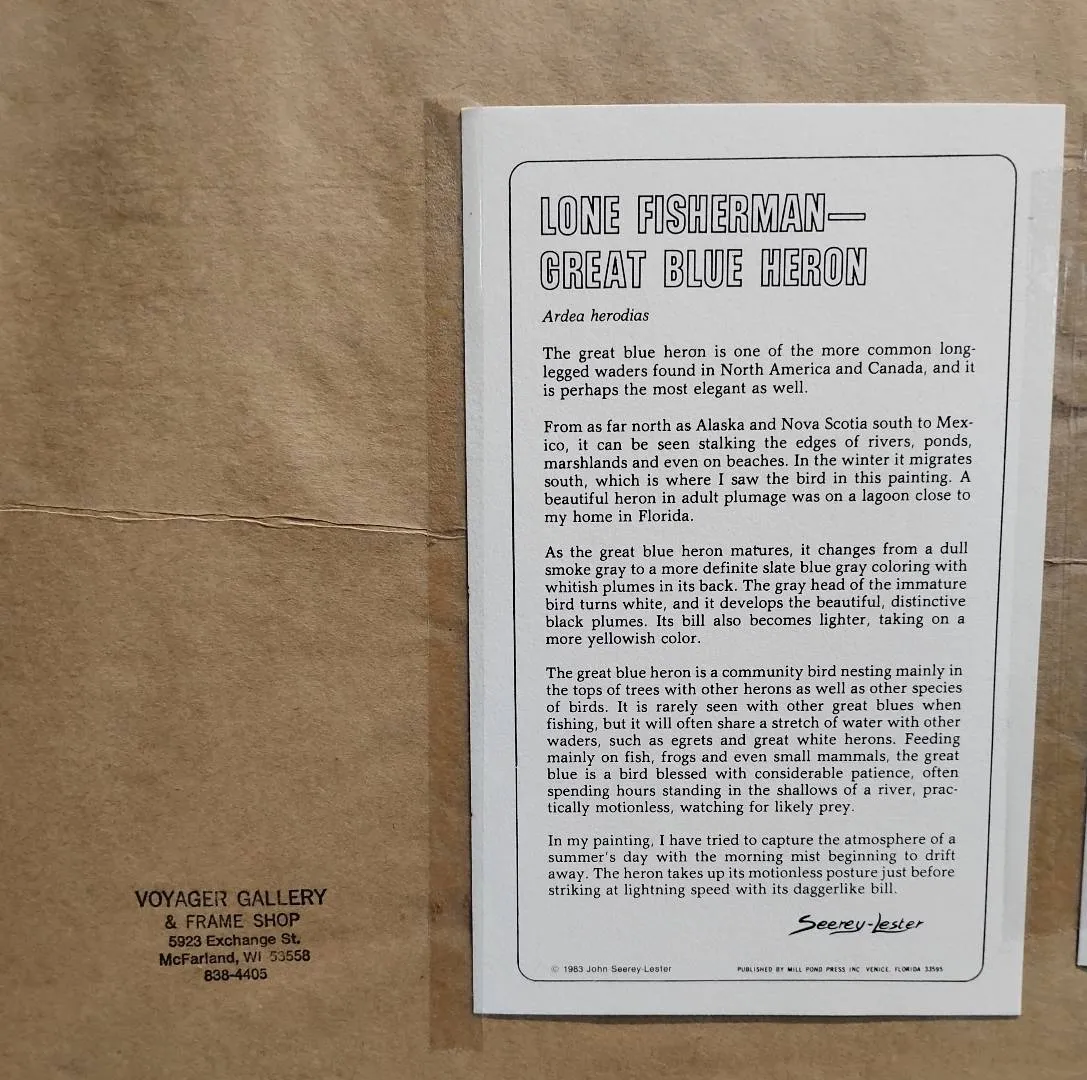 LONE FISHERMAN—
GREAT BLUE HERON
Ardea herodias
The great blue heron is one of the more common long-
legged waders found in North America and Canada, and it
is perhaps the most elegant as well.
From as far north as Alaska and Nova Scotia south to Mex-
ico, it can be seen stalking the edges of rivers, ponds,
marshlands and even on beaches. In the winter it migrates
south, which is where I saw the bird in this painting. A
beautiful heron in adult plumage was on a lagoon close to
my home in Florida.
As the great blue heron matures, it changes from a dull
smoke gray to a more definite slate blue gray coloring with
whitish plumes in its back. The gray head of the immature
bird turns white, and it develops the beautiful, distinctive
black plumes. Its bill also becomes lighter, taking on a
more yellowish color.
The great blue heron is a community bird nesting mainly in
the tops of trees with other herons as well as other species
of birds. It is rarely seen with other great blues when
fishing, but it will often share a stretch of water with other
waders, such as egrets and great white herons. Feeding
mainly on fish, frogs and even small mammals, the great
blue is a bird blessed with considerable patience, often
spending hours standing in the shallows of a river, prac-
tically motionless, watching for likely prey.
In my painting, I have tried to capture the atmosphere of a
summer's day with the morning mist beginning to drift
away. The heron takes up its motionless posture just before
striking at lightning speed with its daggerlike bill.
Seerey-Lester
© 1983 John Seerey-Lester
PUBLISHED BY MILL POND PRESS INC VENICE, FLORIDA 33595
VOYAGER GALLERY
& FRAME SHOP
5923 Exchange St.
McFarland, WI 53558
838-4405